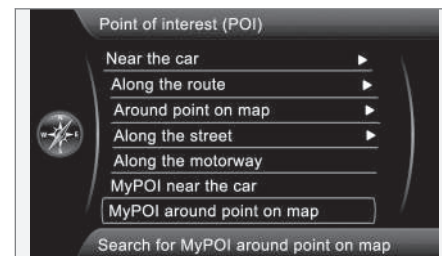 Point of interest (POI)
Near the car
Along the route
Around point on map
Along the street
Along the motorway
MyPOI near the car
MyPOI around point on map
Search for MyPOI around point on map